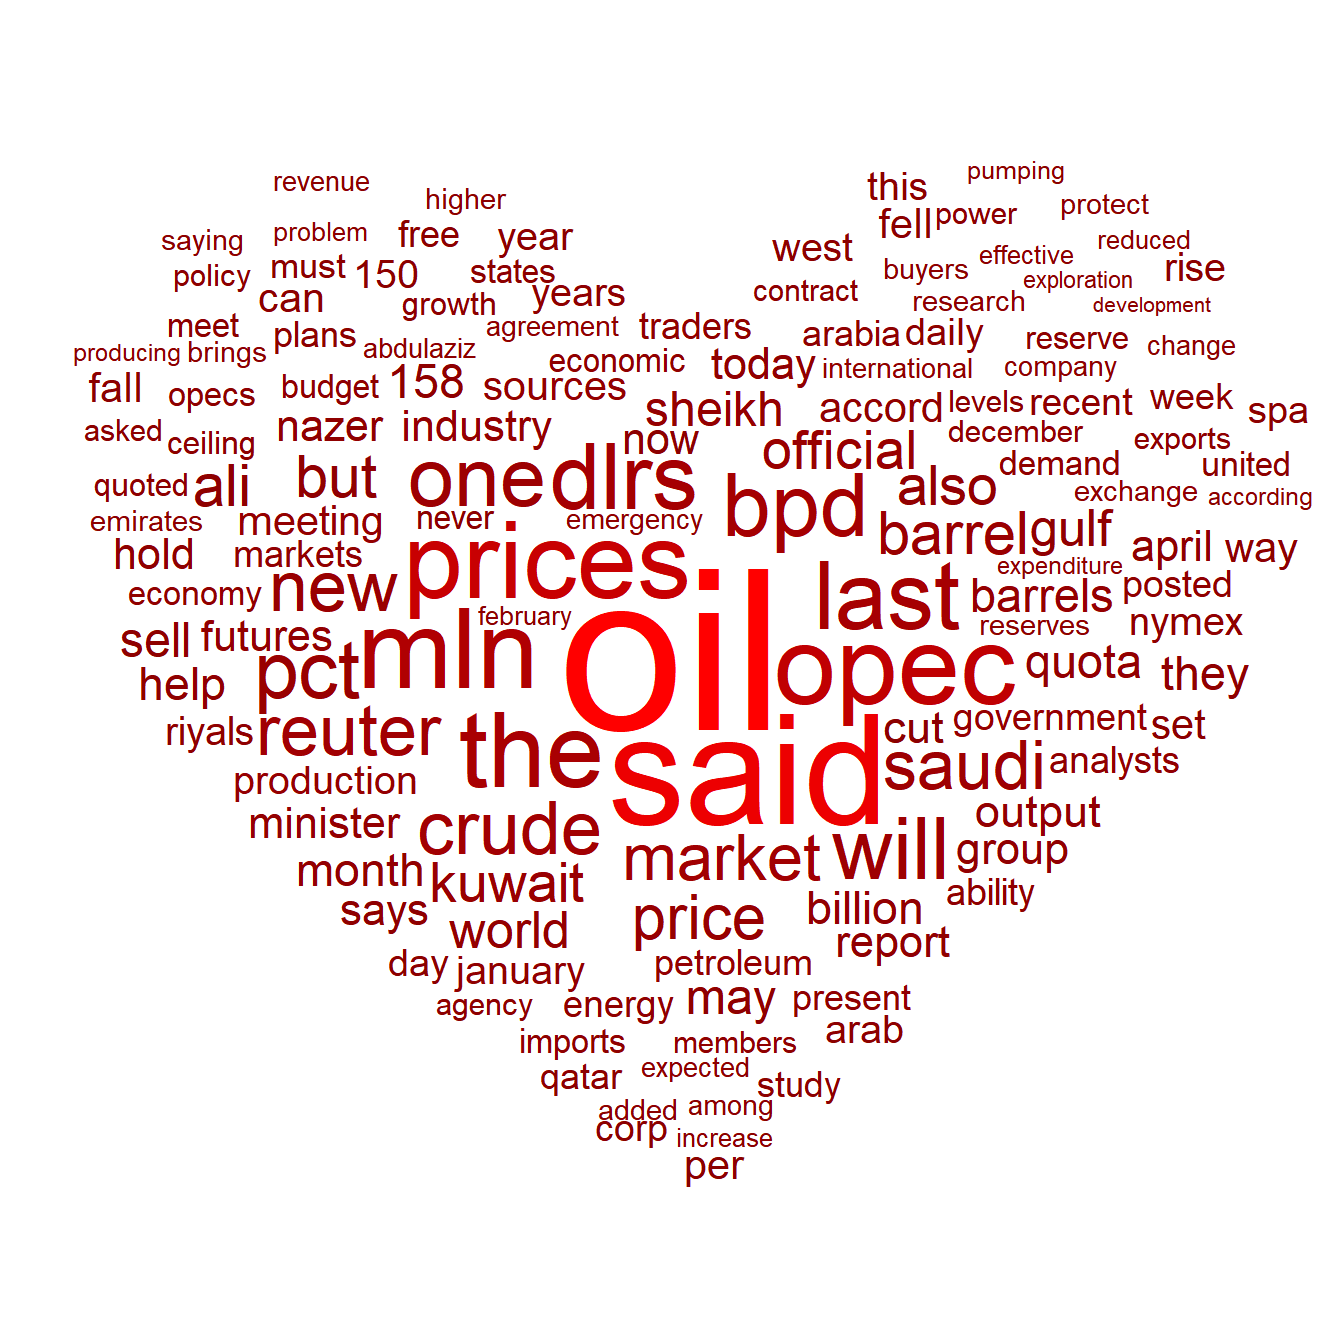 revenue
higher
this
pumping
saying
problem
free
year
west
fell
power
protect
policy
must
150
states
buyers
effective
reduced
can
growth
years
contract
research
exploration
rise
development
meet
plans
agreement
traders
arabia
daily
reserve
change
producing
brings
abdulaziz
economic
today
international
company
fall
opecs
budget
158
sources
sheikh
accord
levels
recent
week
spa
asked
ceiling
nazer
industry
now
official
december
exports
quoted
ali
but
one
dlrs
bpd
also
demand
united
emirates
meeting
never
emergency
exchange
according
hold
markets
prices
barrel
gulf
april
way
economy
new
oil
last
expenditure
barrels
posted
sell
futures
february
reserves
nymex
help
pct
mln
opec
quota
they
riyals
reuter
the
said
cut
government
set
production
saudi
analysts
minister
crude
market
will
output
month
kuwait
group
says
world
price
billion
ability
report
day
january
petroleum
agency
energy
may
present
imports
members
arab
qatar
expected
study
added
among
corp
increase
per